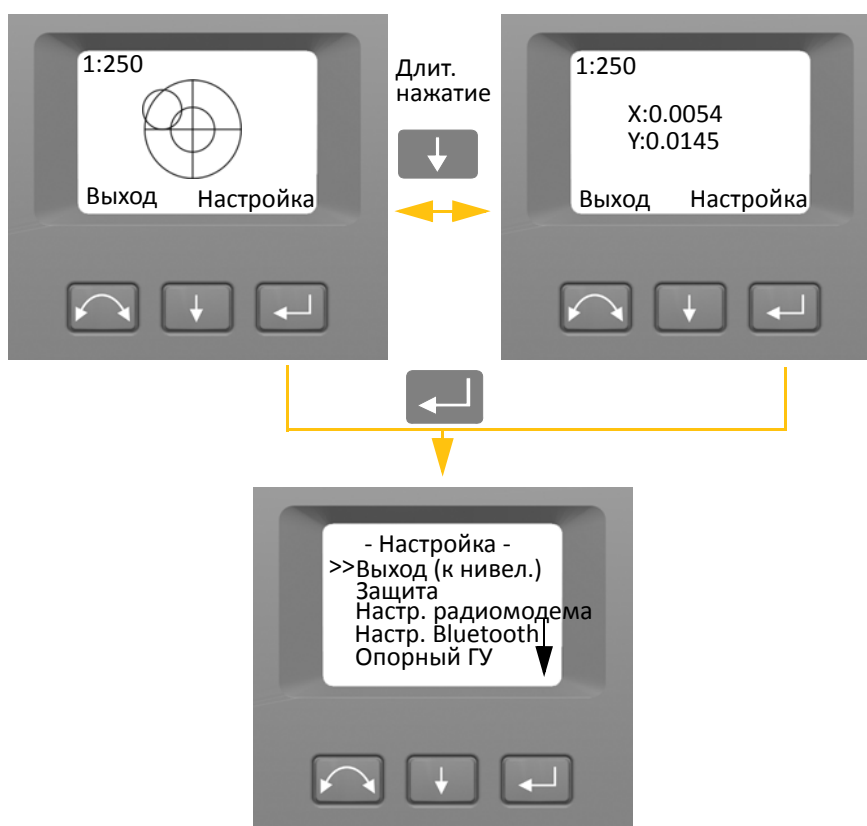 1:250
Выход Настройка
Длит.
нажатие
1:250
X:0.0054
Y:0.0145
Выход Настройка
- Настройка -
>>Выход (к нивел.)
Защита
Настр. радиомодема
Настр. Bluetooth
Опорный ГУ